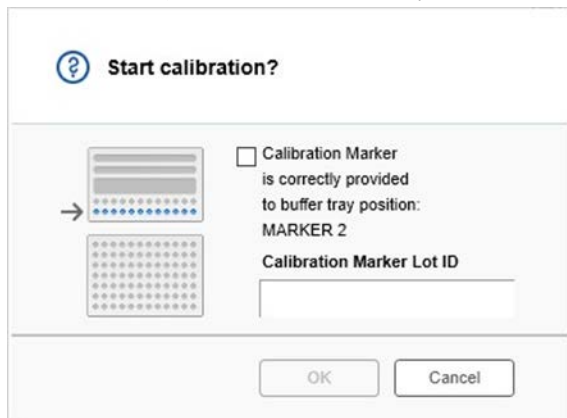 Start calibration?
Calibration Marker
is correctly provided
to buffer tray position:
MARKER 2
Calibration Marker Lot ID
OK
Cancel